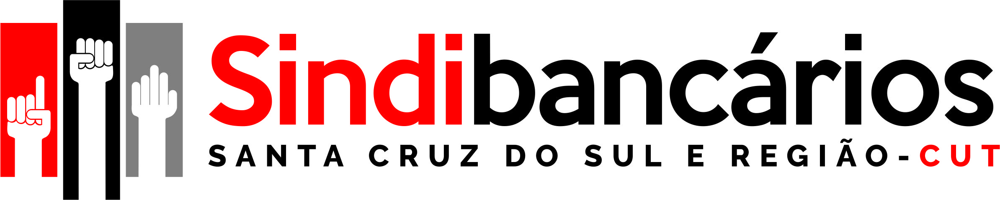 Sindibancários
SANTA CRUZ DO SUL E REGIÃO-CUT